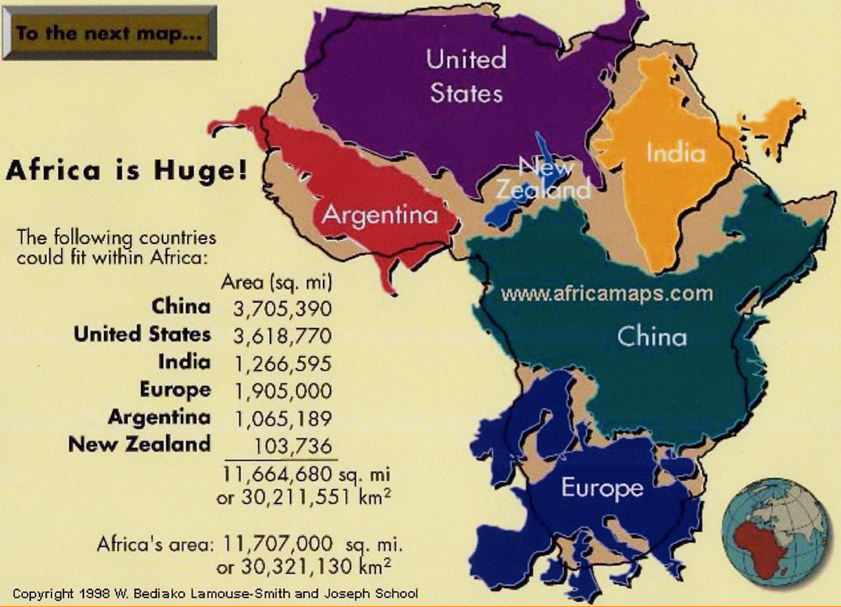 To the next map...
United
States
India
New
Zealand
Africa is Huge!
Argentina
The following countries
could fit within Africa:
Area (sq. mi)
www.africamaps.com
China 3,705,390
United States 3,618,770
China
India 1,266,595
Europe 1,905,000
Argentina 1,065,189
New Zealand 103,736
11,664,680 sq. mi
or 30,211,551 km²
Europe
Africa's area: 11,707,000 sq. mi.
or 30,321,130 km²
Copyright 1998 W. Bediako Lamouse-Smith and Joseph School